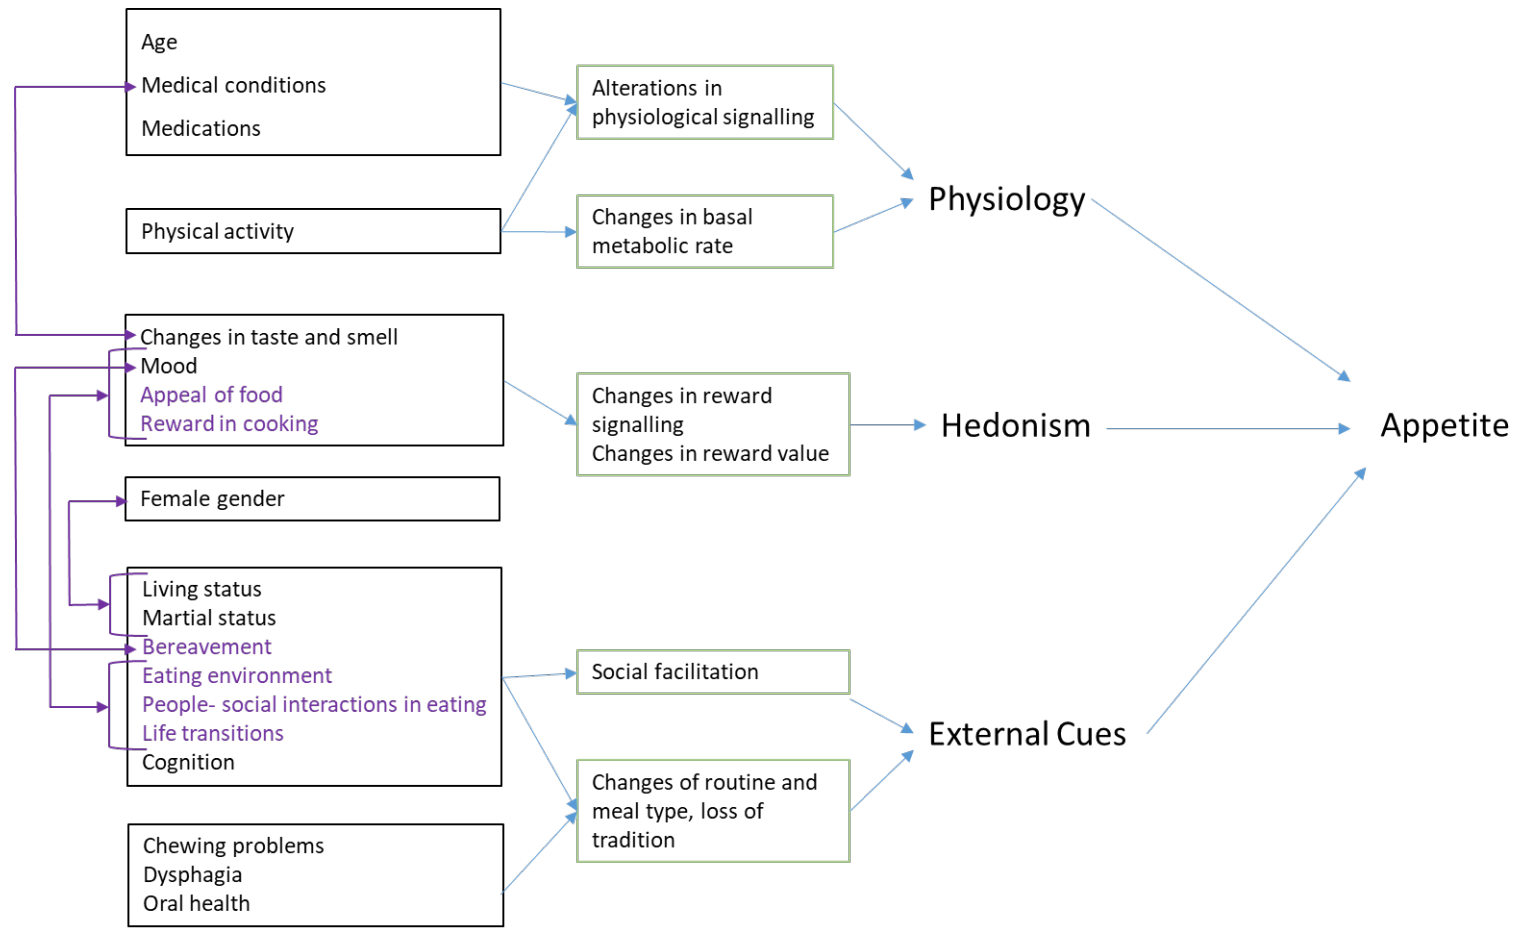 Age
Medical conditions
Medications
Physical activity
Changes in taste and smell
Mood
Appeal of food
Reward in cooking
Female gender
Living status
Martial status
Bereavement
Eating environment
People- social interactions in eating
Life transitions
Cognition
Chewing problems
Dysphagia
Oral health
Alterations in
physiological signalling
Changes in basal
metabolic rate
Changes in reward
signalling
Changes in reward value
Social facilitation
Changes of routine and
meal type, loss of
tradition
Physiology
Hedonism
External Cues
Appetite